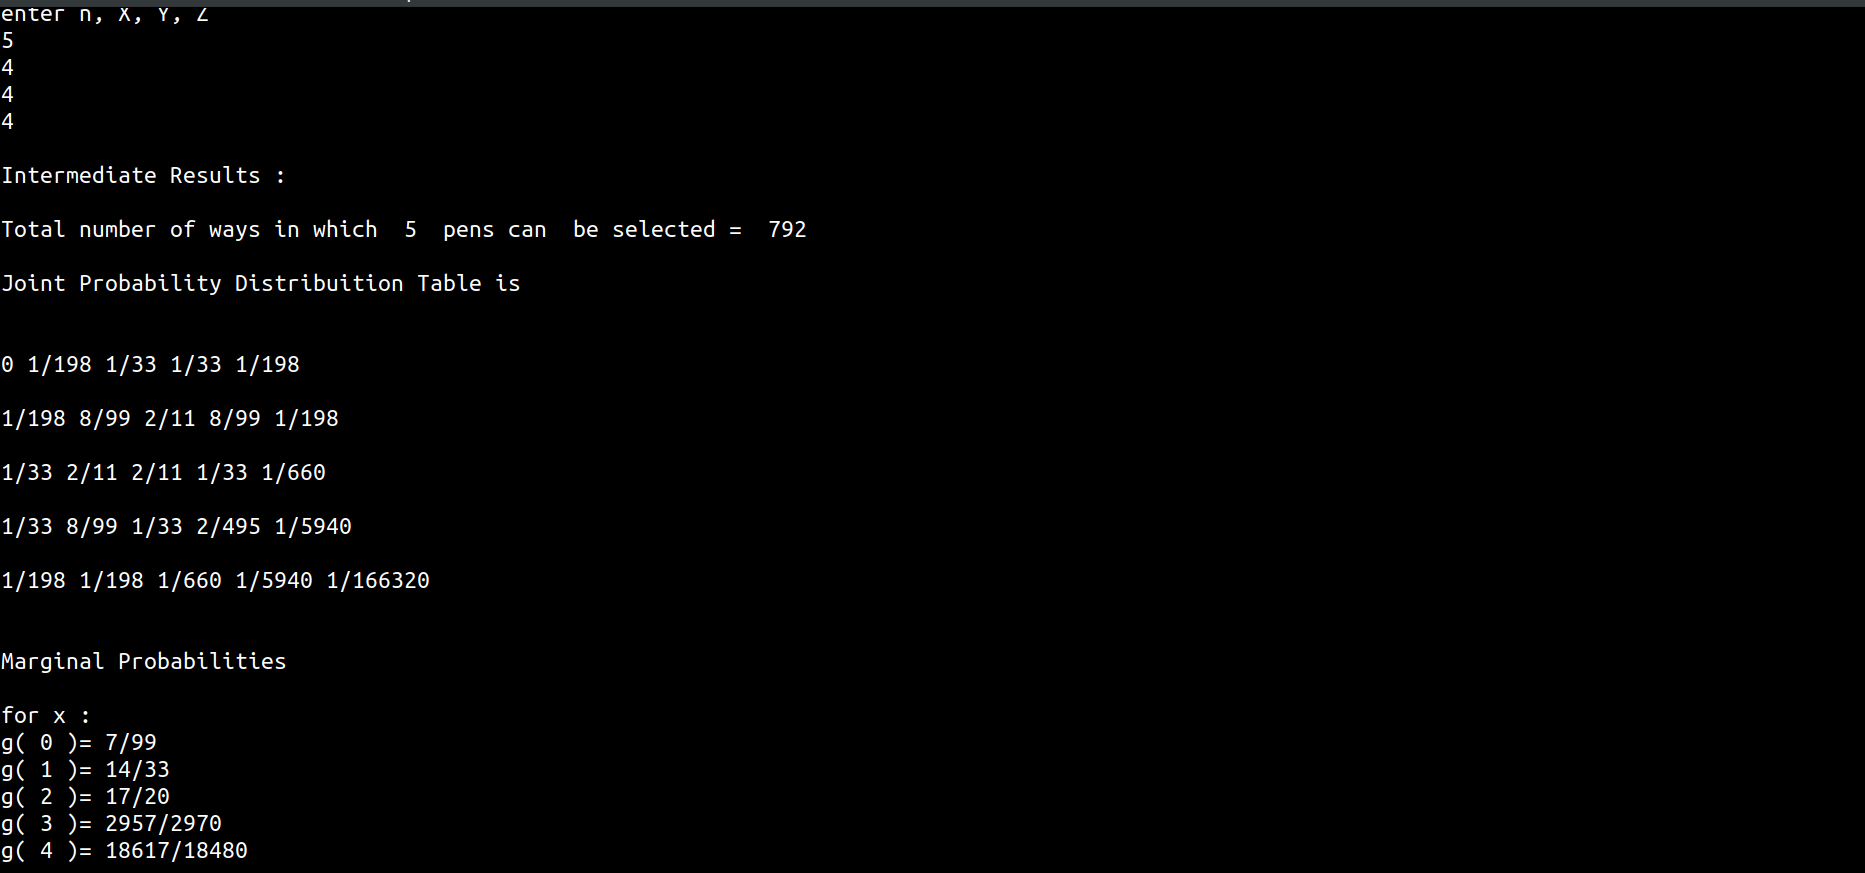 enter n, X, Y, Z
5
4
4
4
Intermediate Results :
Total number of ways in which  5  pens can  be selected =  792
Joint Probability Distribuition Table is
0 1/198 1/33 1/33 1/198
1/198 8/99 2/11 8/99 1/198
1/33 2/11 2/11 1/33 1/660
1/33 8/99 1/33 2/495 1/5940
1/198 1/198 1/660 1/5940 1/166320
Marginal Probabilities
for x :
g( 0 )= 7/99
g( 1 )= 14/33
g( 2 )= 17/20
g( 3 )= 2957/2970
g( 4 )= 18617/18480